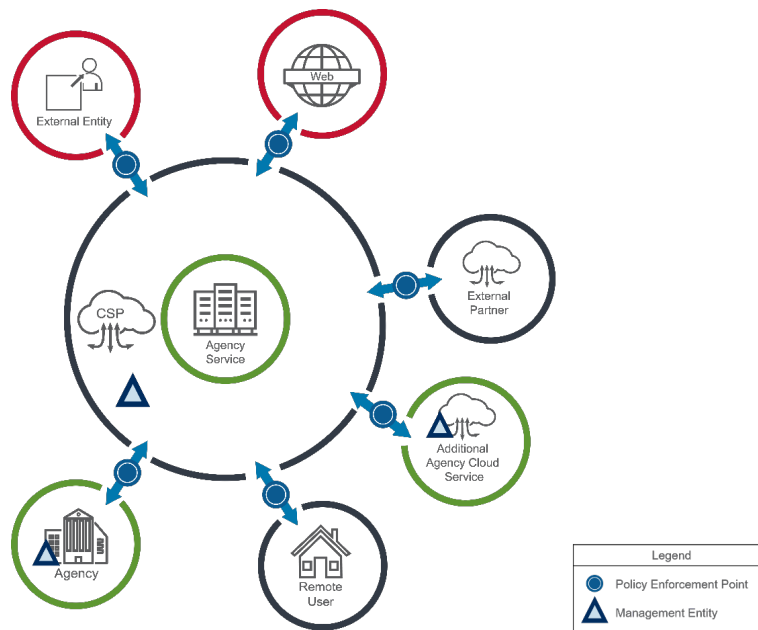 Web
External Entity
CSP
Agency
Service
External
Partner
Additional
Agency Cloud
Service
Agency
Remote
User
Legend
Policy Enforcement Point
Management Entity